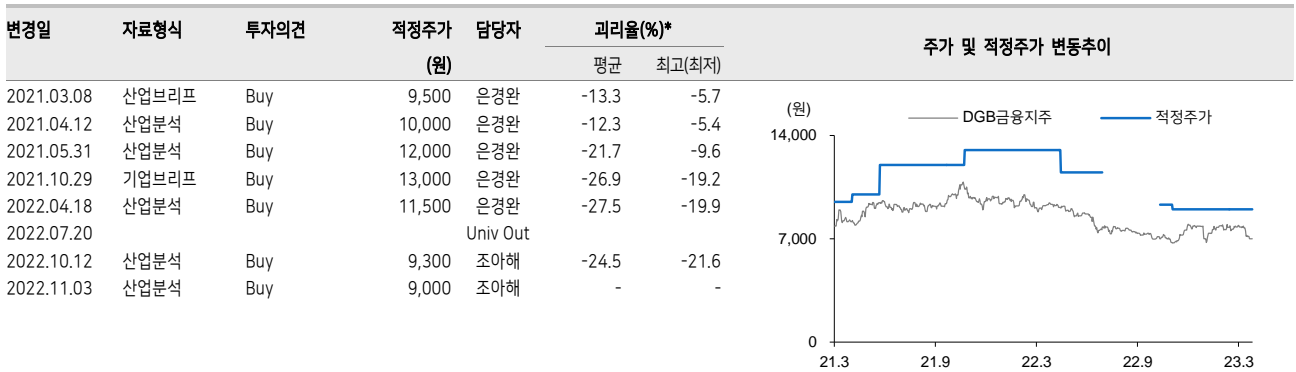 변경일 자료형식 투자의견 적정주가 담당자 괴리율(%)* 주가 및 적정주가 변동추이
(원) 평균 최고(최저)
2021.03.08 산업브리프 Buy 9,500 은경완 -13.3 -5.7
2021.04.12 산업분석 Buy 10,000 은경완 -12.3 -5.4
2021.05.31 산업분석 Buy 12,000 은경완 -21.7 -9.6
2021.10.29 기업브리프 Buy 13,000 은경완 -26.9 -19.2
2022.04.18 산업분석 Buy 11,500 은경완 -27.5 -19.9
2022.07.20 Univ Out
2022.10.12 산업분석 Buy 9,300 조아해 -24.5 -21.6
2022.11.03 산업분석 Buy 9,000 조아해 - -
(원)
DGB금융지주 적정주가
14,000
7,000
0
21.3 21.9 22.3 22.9 23.3